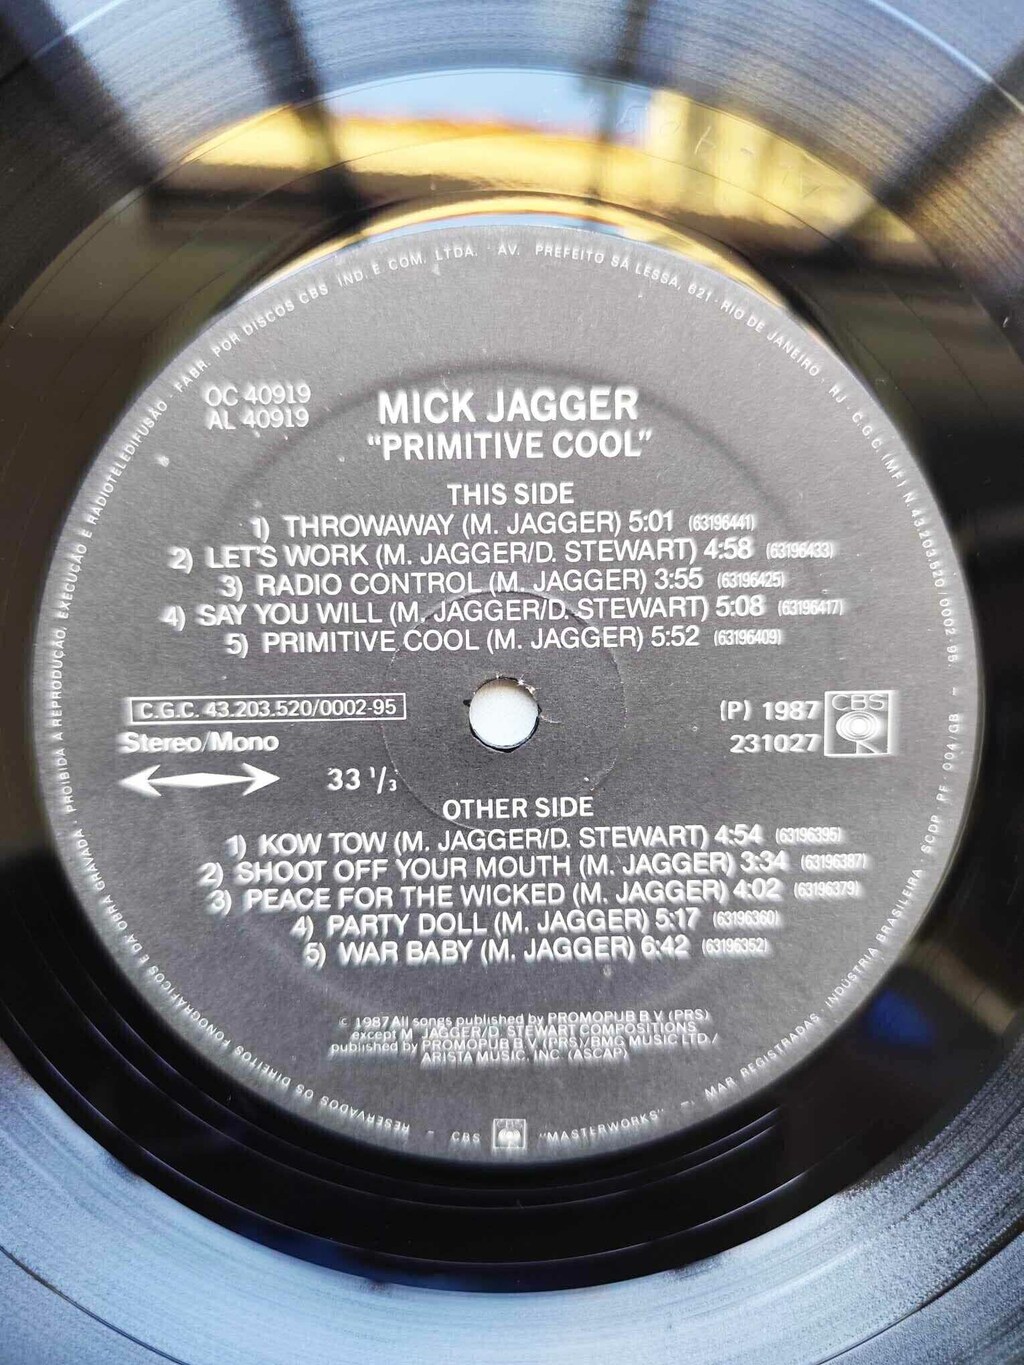 FABR. POR DISCOS CBS IND. E COM. LTDA. AV. PREFEITO SÁ LESSA, 621 - RIO DE JANEIRO - RJ - C.G.C. (MF) N. 43.203.520/0002-95 - SCDP PF - 004/GB - INDÚSTRIA BRASILEIRA
OC 40919
AL 40919
MICK JAGGER
"PRIMITIVE COOL"
THIS SIDE
1) THROWAWAY (M. JAGGER) 5:01 (63196441)
2) LET'S WORK (M. JAGGER/D. STEWART) 4:58 (63196433)
3) RADIO CONTROL (M. JAGGER) 3:55 (63196425)
4) SAY YOU WILL (M. JAGGER/D. STEWART) 5:08 (63196417)
5) PRIMITIVE COOL (M. JAGGER) 5:52 (63196409)
C.G.C. 43.203.520/0002-95
Stereo/Mono
33 1/3
(P) 1987
231027
CBS
OTHER SIDE
1) KOW TOW (M. JAGGER/D. STEWART) 4:54 (63196395)
2) SHOOT OFF YOUR MOUTH (M. JAGGER) 3:34 (63196387)
3) PEACE FOR THE WICKED (M. JAGGER) 4:02 (63196379)
4) PARTY DOLL (M. JAGGER) 5:17 (63196360)
5) WAR BABY (M. JAGGER) 6:42 (63196352)
© 1987 All songs published by PROMOPUB B.V. (PRS)
except M. JAGGER/D. STEWART COMPOSITIONS
published by PROMOPUB B.V. (PRS)/BMG MUSIC LTD./
ARISTA MUSIC, INC. (ASCAP)
RESERVADOS OS DIREITOS FONOGRÁFICOS E DA OBRA GRAVADA. PROIBIDA A REPRODUÇÃO, EXECUÇÃO E RADIOTELEDIFUSÃO
- CBS "MASTERWORKS" -, MAR. REGISTRADAS